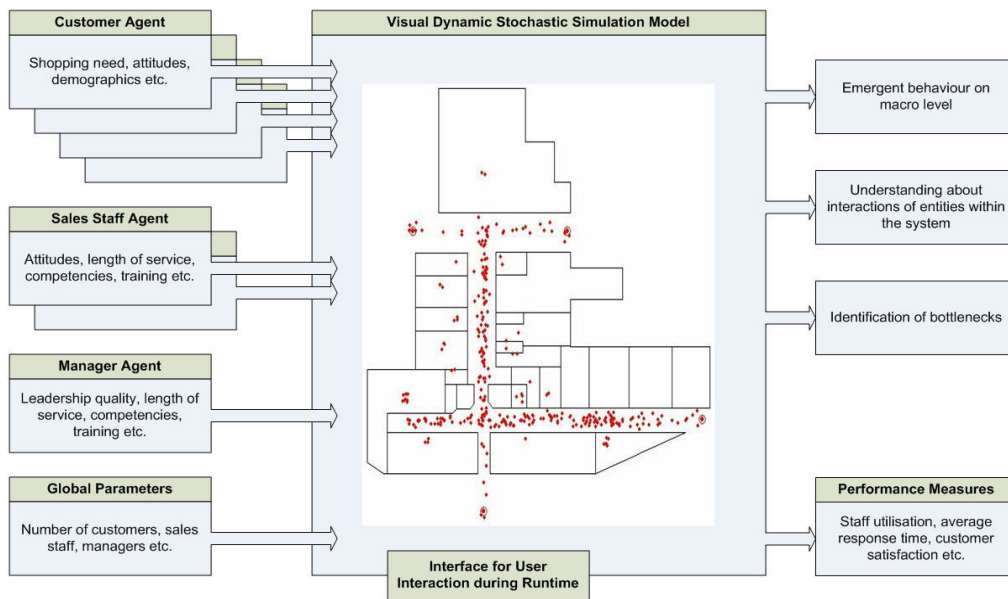 Customer Agent
Shopping need, attitudes,
demographics etc.
Sales Staff Agent
Attitudes, length of service,
competencies, training etc.
Manager Agent
Leadership quality, length of
service, competencies,
training etc.
Global Parameters
Number of customers, sales
staff, managers etc.
Visual Dynamic Stochastic Simulation Model
Interface for User
Interaction during Runtime
Emergent behaviour on
macro level
Understanding about
interactions of entities within
the system
Identification of bottlenecks
Performance Measures
Staff utilisation, average
response time, customer
satisfaction etc.